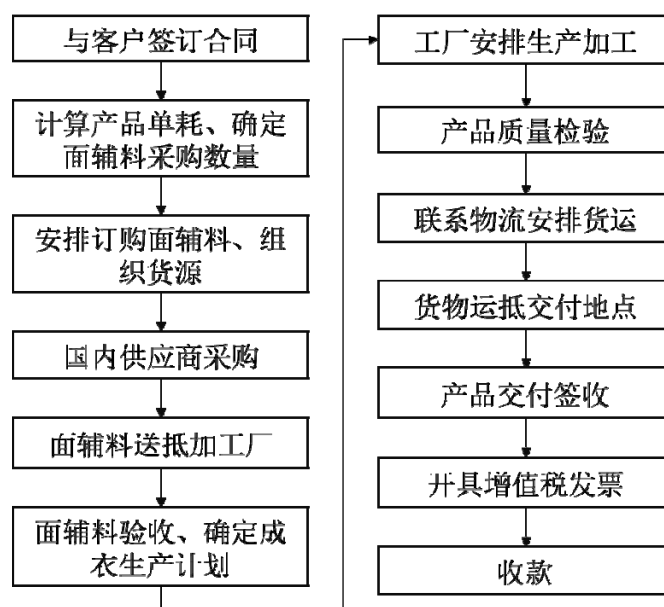 与客户签订合同
计算产品单耗、确定
面辅料采购数量
安排订购面辅料、组
织货源
国内供应商采购
面辅料送抵加工厂
面辅料验收、确定成
衣生产计划
工厂安排生产加工
产品质量检验
联系物流安排货运
货物运抵交付地点
产品交付签收
开具增值税发票
收款